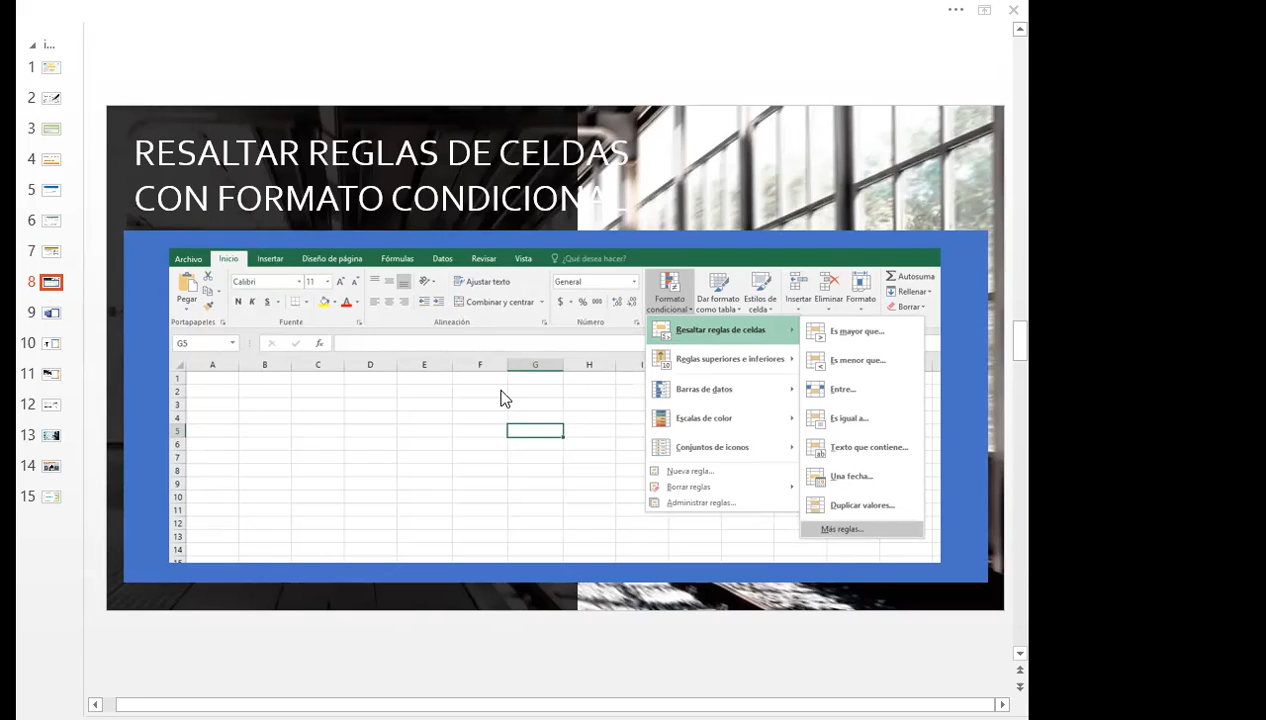 i...
1
2
3
4
5
6
7
8
9
10
11
12
13
14
15
RESALTAR REGLAS DE CELDAS
CON FORMATO CONDICIONAL
Archivo Inicio Insertar Diseño de página Fórmulas Datos Revisar Vista ¿Qué desea hacer?
Pegar
Calibri 11
N K S
Ajustar texto
Combinar y centrar
General
$ % 000
Formato
condicional
Dar formato
como tabla
Estilos de
celda
Insertar Eliminar Formato
Autosuma
Rellenar
Borrar
Portapapeles Fuente Alineación Número
G5 fx
A B C D E F G H I
1
2
3
4
5
6
7
8
9
10
11
12
13
14
15
Resaltar reglas de celdas
Reglas superiores e inferiores
Barras de datos
Escalas de color
Conjuntos de iconos
Nueva regla...
Borrar reglas
Administrar reglas...
Es mayor que...
Es menor que...
Entre...
Es igual a...
Texto que contiene...
Una fecha...
Duplicar valores...
Más reglas...